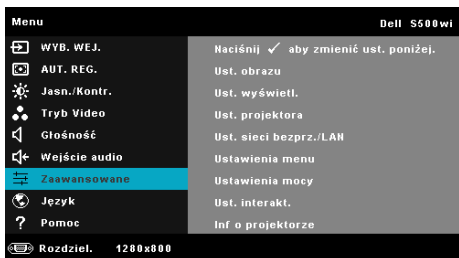 Menu Dell S500wi
WYB. WEJ. Naciśnij ✓ aby zmienić ust. poniżej.
AUT. REG. Ust. obrazu
Jasn./Kontr. Ust. wyświetl.
Tryb Video Ust. projektora
Głośność Ust. sieci bezprz./LAN
Wejście audio Ustawienia menu
Zaawansowane Ustawienia mocy
Język Ust. interakt.
? Pomoc Inf o projektorze
Rozdziel. 1280x800